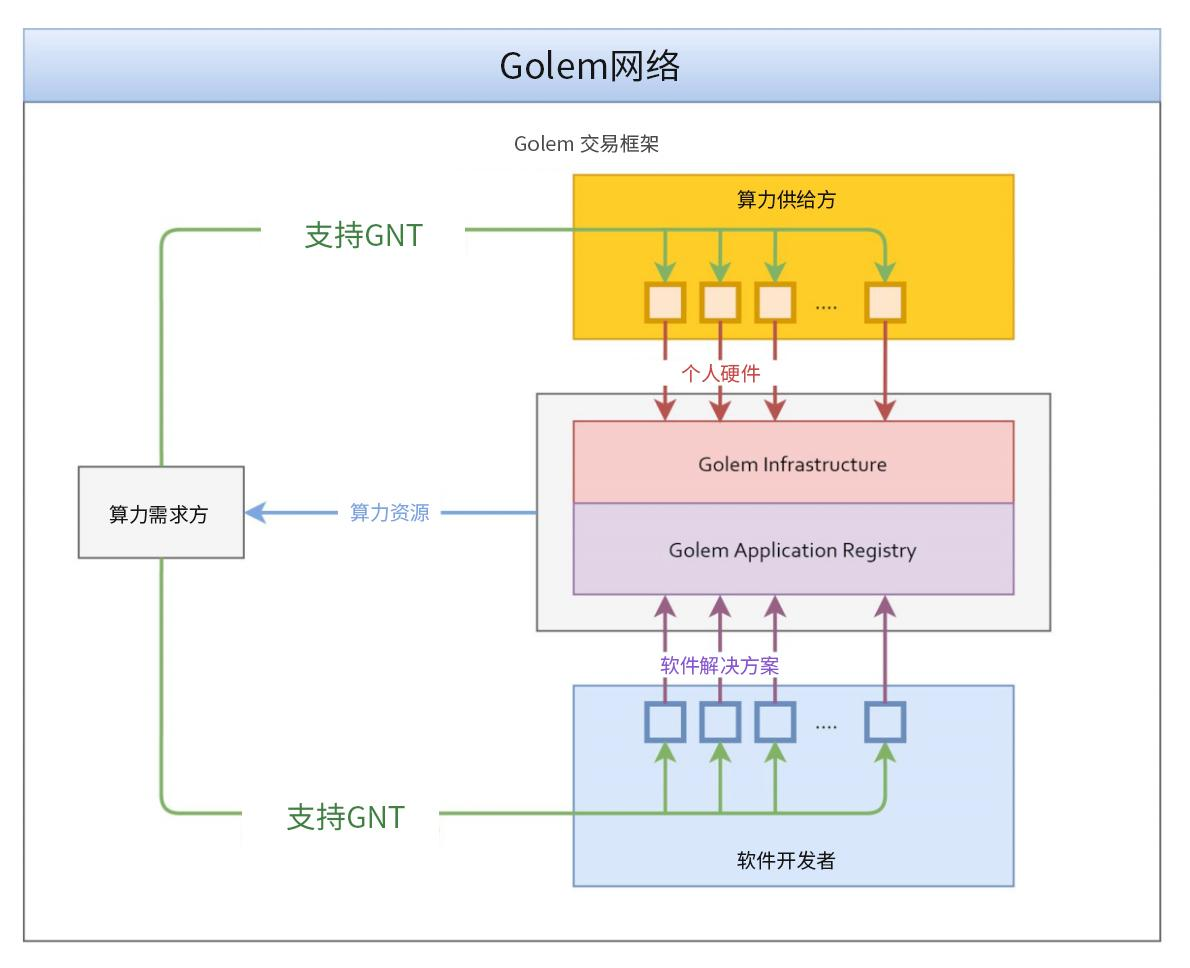 Golem网络
Golem 交易框架
算力供给方
支持GNT
....
个人硬件
Golem Infrastructure
算力需求方
算力资源
Golem Application Registry
软件解决方案
....
支持GNT
软件开发者